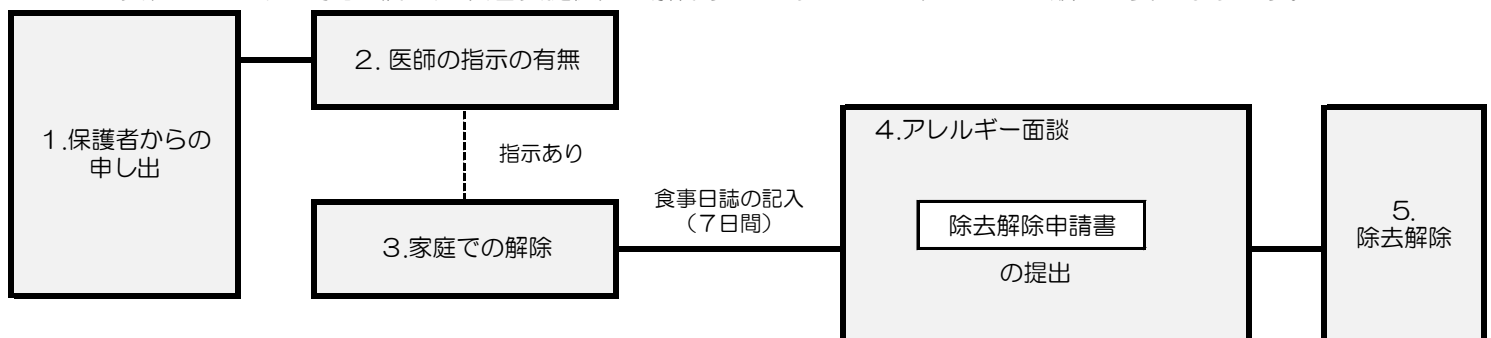 1.保護者からの
申し出
2. 医師の指示の有無
指示あり
3.家庭での解除
食事日誌の記入
(7日間)
4.アレルギー面談
除去解除申請書
の提出
5.
除去解除